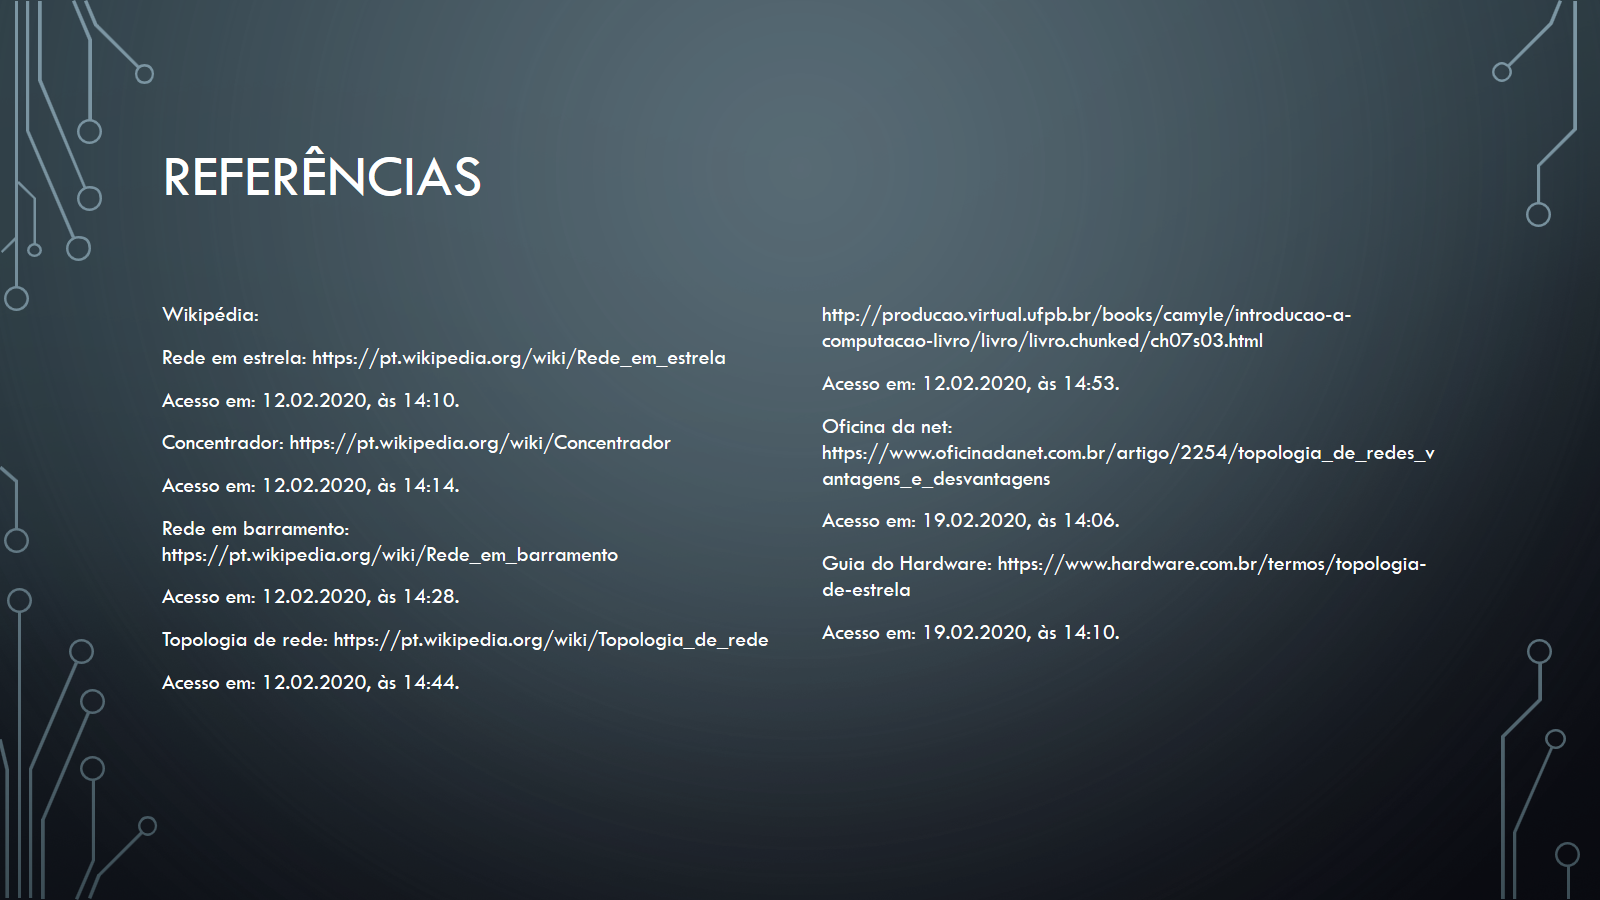 REFERÊNCIAS
Wikipédia:
Rede em estrela: https://pt.wikipedia.org/wiki/Rede_em_estrela
Acesso em: 12.02.2020, às 14:10.
Concentrador: https://pt.wikipedia.org/wiki/Concentrador
Acesso em: 12.02.2020, às 14:14.
Rede em barramento:
https://pt.wikipedia.org/wiki/Rede_em_barramento
Acesso em: 12.02.2020, às 14:28.
Topologia de rede: https://pt.wikipedia.org/wiki/Topologia_de_rede
Acesso em: 12.02.2020, às 14:44.
http://producao.virtual.ufpb.br/books/camyle/introducao-a-
computacao-livro/livro/livro.chunked/ch07s03.html
Acesso em: 12.02.2020, às 14:53.
Oficina da net:
https://www.oficinadanet.com.br/artigo/2254/topologia_de_redes_v
antagens_e_desvantagens
Acesso em: 19.02.2020, às 14:06.
Guia do Hardware: https://www.hardware.com.br/termos/topologia-
de-estrela
Acesso em: 19.02.2020, às 14:10.